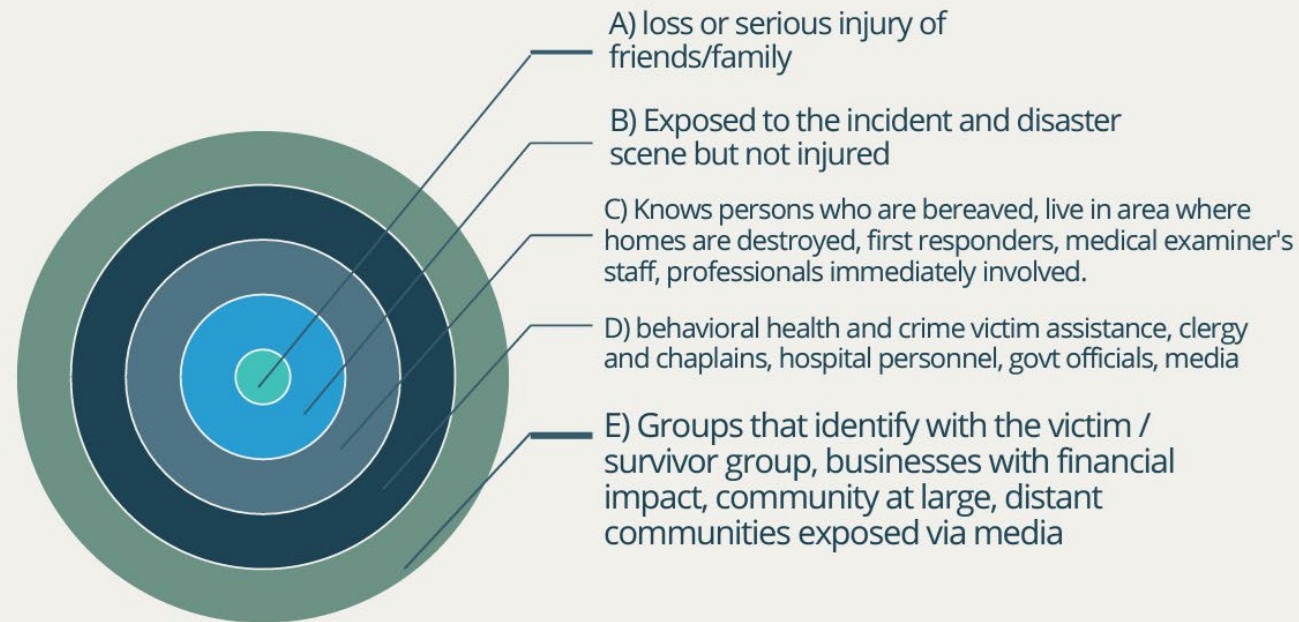 A) loss or serious injury of
friends/family
B) Exposed to the incident and disaster
scene but not injured
C) Knows persons who are bereaved, live in area where
homes are destroyed, first responders, medical examiner's
staff, professionals immediately involved.
D) behavioral health and crime victim assistance, clergy
and chaplains, hospital personnel, govt officials, media
E) Groups that identify with the victim /
survivor group, businesses with financial
impact, community at large, distant
communities exposed via media